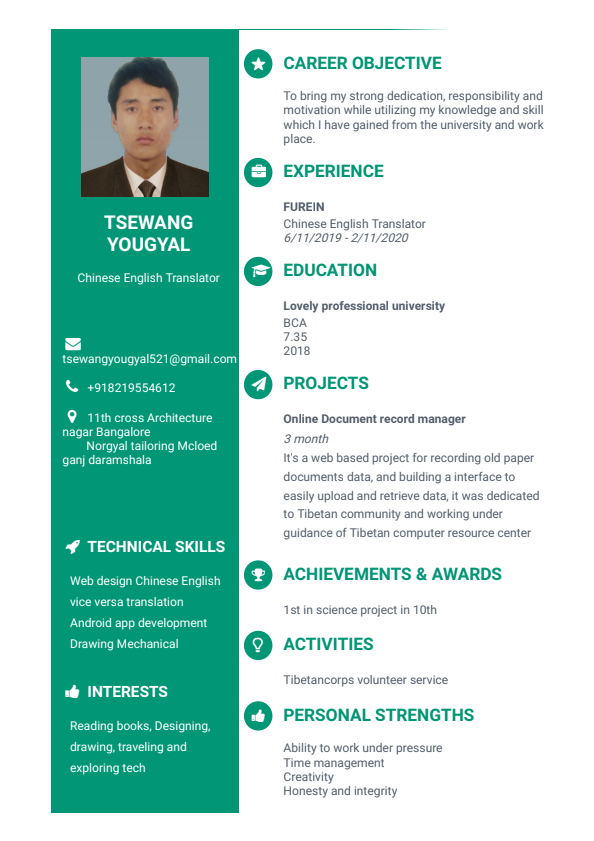 TSEWANG
YOUGYAL
Chinese English Translator
tsewangyougyal521@gmail.com
+918219554612
11th cross Architecture
nagar Bangalore
Norgyal tailoring Mcloed
ganj daramshala
TECHNICAL SKILLS
Web design Chinese English
vice versa translation
Android app development
Drawing Mechanical
INTERESTS
Reading books, Designing,
drawing, traveling and
exploring tech
CAREER OBJECTIVE
To bring my strong dedication, responsibility and
motivation while utilizing my knowledge and skill
which I have gained from the university and work
place.
EXPERIENCE
FUREIN
Chinese English Translator
6/11/2019 - 2/11/2020
EDUCATION
Lovely professional university
BCA
7.35
2018
PROJECTS
Online Document record manager
3 month
It's a web based project for recording old paper
documents data, and building a interface to
easily upload and retrieve data, it was dedicated
to Tibetan community and working under
guidance of Tibetan computer resource center
ACHIEVEMENTS & AWARDS
1st in science project in 10th
ACTIVITIES
Tibetancorps volunteer service
PERSONAL STRENGTHS
Ability to work under pressure
Time management
Creativity
Honesty and integrity